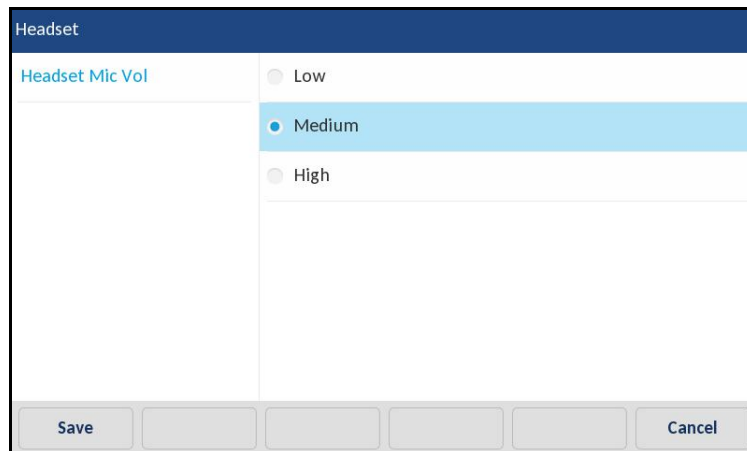 Headset
Headset Mic Vol
Low
Medium
High
Save
Cancel